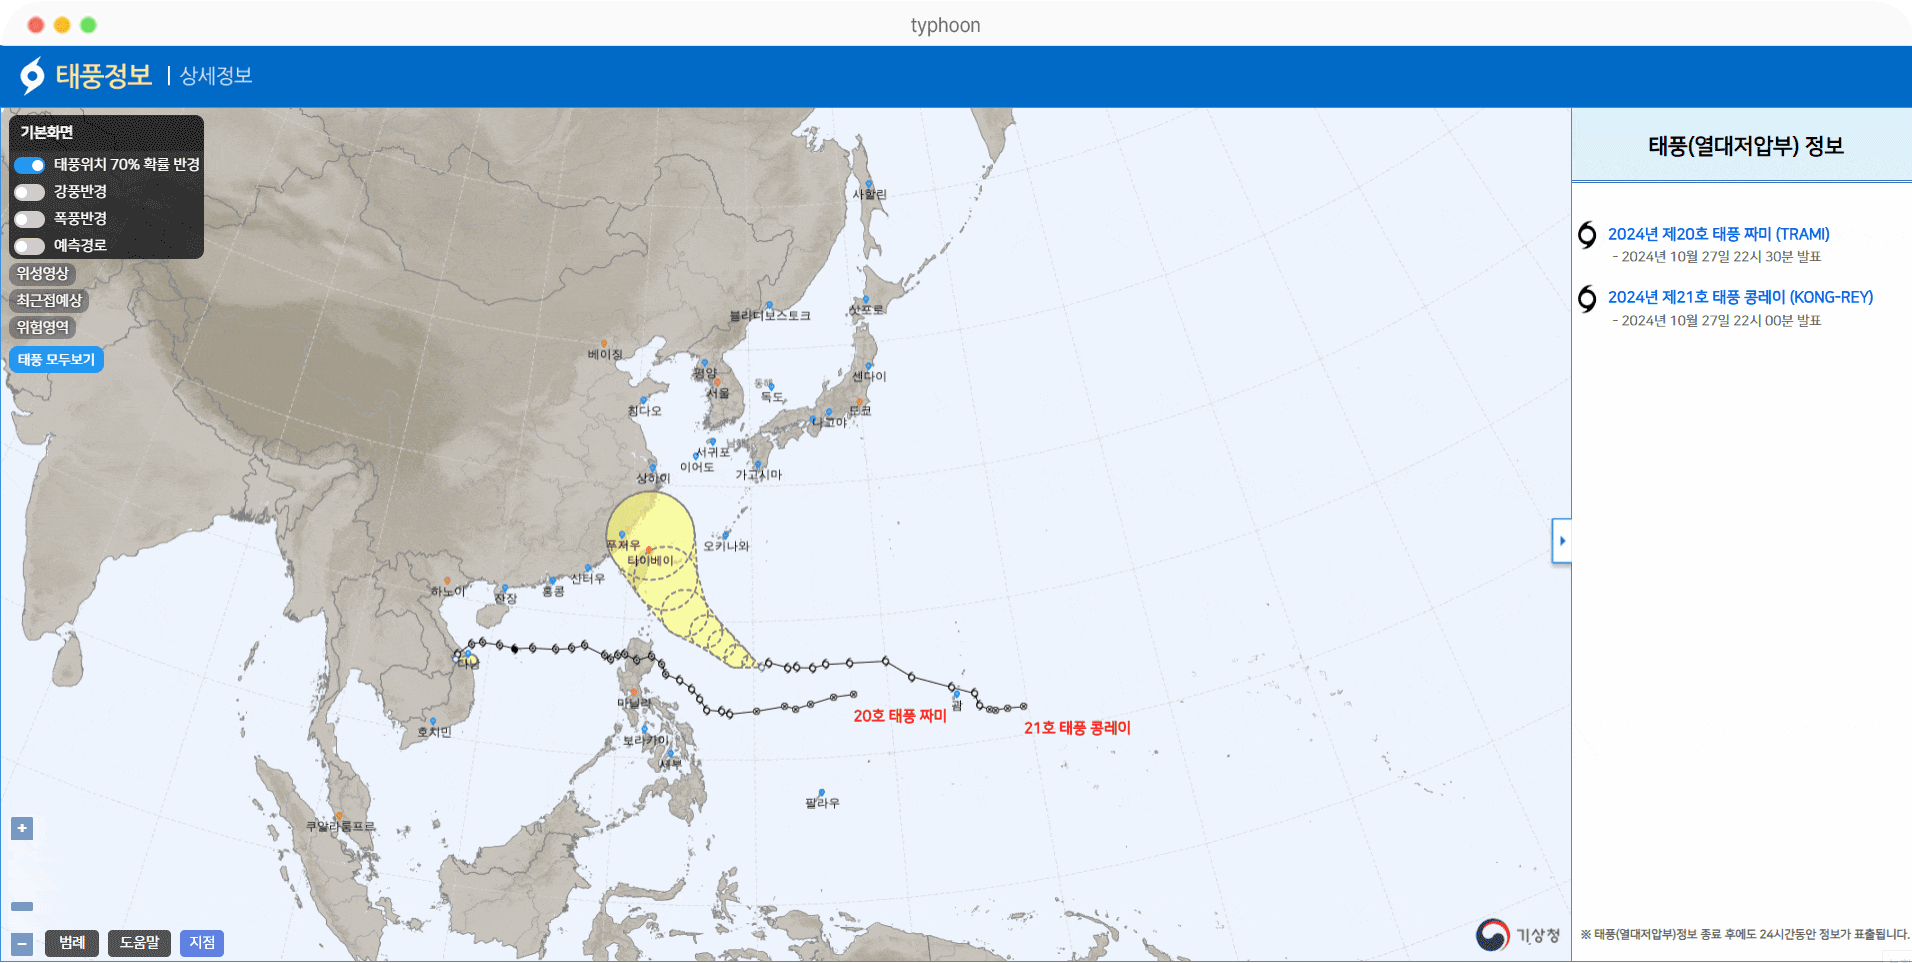 typhoon
태풍정보 | 상세정보
기본화면
태풍위치 70% 확률 반경
강풍반경
폭풍반경
예측경로
위성영상
최근접예상
위험영역
태풍 모두보기
태풍(열대저압부) 정보
2024년 제20호 태풍 짜미 (TRAMI)
- 2024년 10월 27일 22시 30분 발표
2024년 제21호 태풍 콩레이 (KONG-REY)
- 2024년 10월 27일 22시 00분 발표
사할린
블라디보스토크
삿포로
베이징
평양
서울
동해
독도
센다이
칭다오
도쿄
나고야
남해
서귀포
이어도
가고시마
상하이
푸저우
타이베이
오키나와
하노이
잔장
홍콩
산터우
다낭
마닐라
괌
20호 태풍 짜미
21호 태풍 콩레이
호치민
보라카이
세부
팔라우
쿠알라룸프르
+
−
범례
도움말
지점
기상청
※ 태풍(열대저압부)정보 종료 후에도 24시간동안 정보가 표출됩니다.